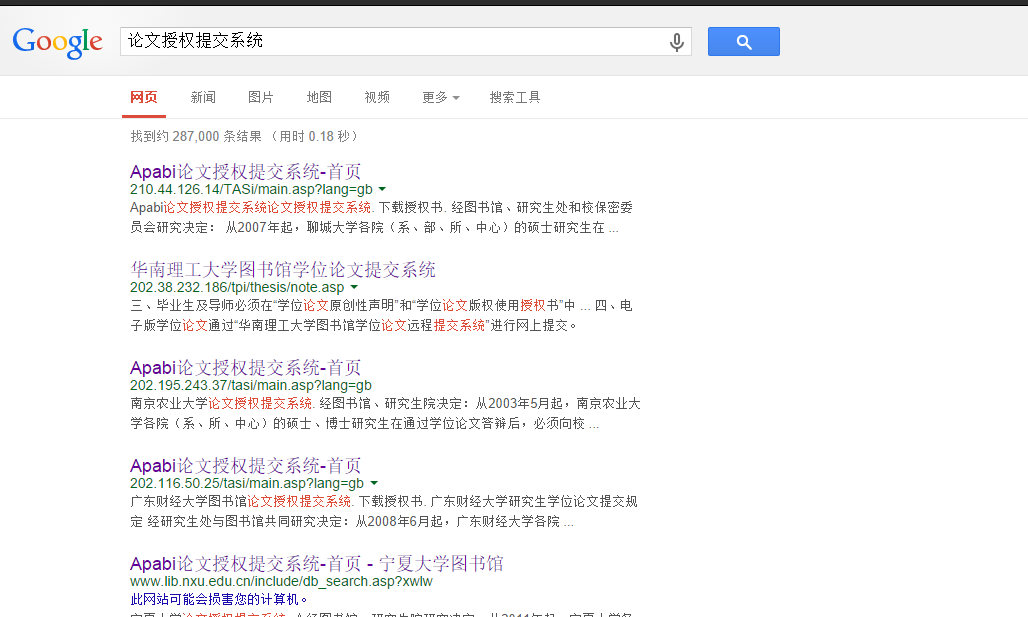 Google
论文授权提交系统
网页 新闻 图片 地图 视频 更多 搜索工具
找到约 287,000 条结果 （用时 0.18 秒）
Apabi论文授权提交系统-首页
210.44.126.14/TASi/main.asp?lang=gb
Apabi论文授权提交系统论文授权提交系统. 下载授权书. 经图书馆、研究生处和校保密委
员会研究决定： 从2007年起，聊城大学各院（系、部、所、中心）的硕士研究生在 ...
华南理工大学图书馆学位论文提交系统
202.38.232.186/tpi/thesis/note.asp
三、毕业生及导师必须在“学位论文原创性声明”和“学位论文版权使用授权书”中 ... 四、电
子版学位论文通过“华南理工大学图书馆学位论文远程提交系统”进行网上提交。
Apabi论文授权提交系统-首页
202.195.243.37/tasi/main.asp?lang=gb
南京农业大学论文授权提交系统. 经图书馆、研究生院决定：从2003年5月起，南京农业大
学各院（系、所、中心）的硕士、博士研究生在通过学位论文答辩后，必须向校 ...
Apabi论文授权提交系统-首页
202.116.50.25/tasi/main.asp?lang=gb
广东财经大学图书馆论文授权提交系统. 下载授权书. 广东财经大学研究生学位论文提交规
定 经研究生处与图书馆共同研究决定：从2008年6月起，广东财经大学各院 ...
Apabi论文授权提交系统-首页 - 宁夏大学图书馆
www.lib.nxu.edu.cn/include/db_search.asp?xwlw
此网站可能会损害您的计算机。